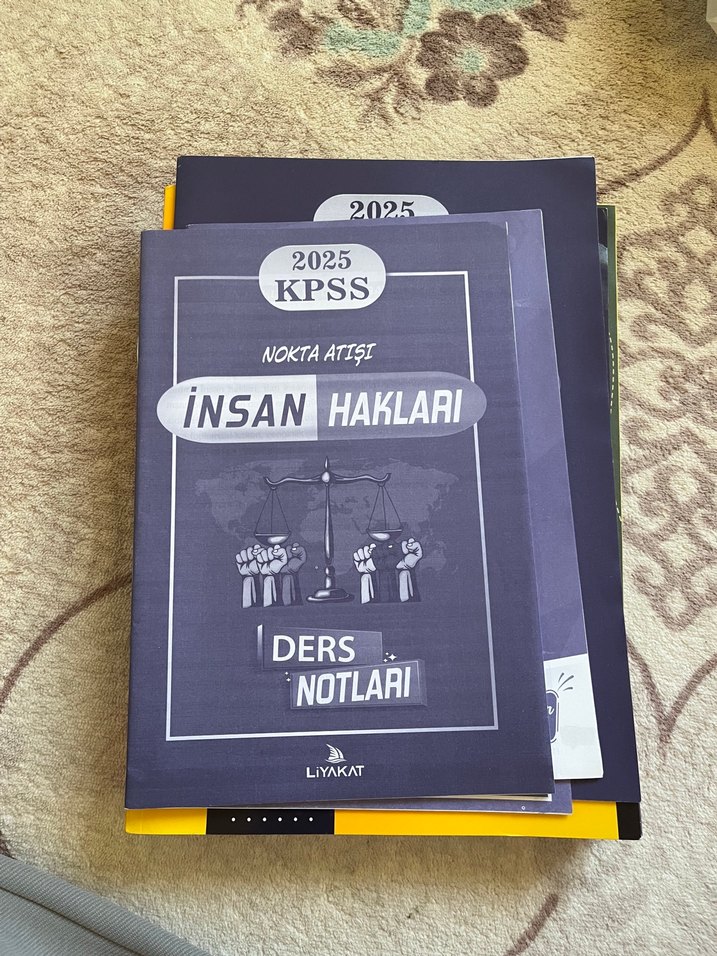 2025
2025
KPSS
NOKTA ATIŞI
İNSAN HAKLARI
DERS
NOTLARI
LİYAKAT